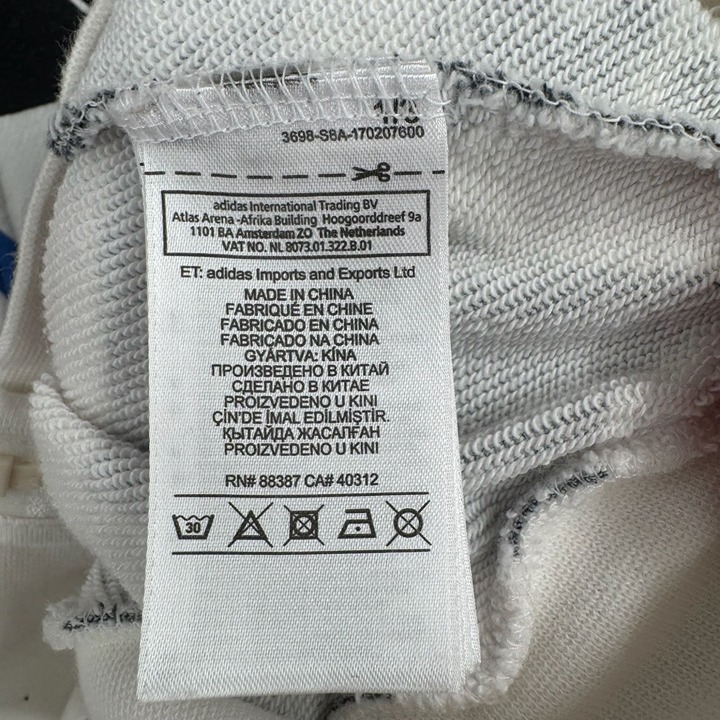 1/3
3698-S8A-170207600
adidas International Trading BV
Atlas Arena -Afrika Building Hoogoorddreef 9a
1101 BA Amsterdam ZO The Netherlands
VAT NO. NL 8073.01.322.B.01
ET: adidas Imports and Exports Ltd
MADE IN CHINA
FABRIQUÉ EN CHINE
FABRICADO EN CHINA
FABRICADO NA CHINA
GYÁRTVA: KÍNA
ПРОИЗВЕДЕНО В КИТАЙ
СДЕЛАНО В КИТАЕ
PROIZVEDENO U KINI
ÇİN'DE İMAL EDİLMİŞTİR.
ҚЫТАЙДА ЖАСАЛҒАН
PROIZVEDENO U KINI
RN# 88387 CA# 40312
30